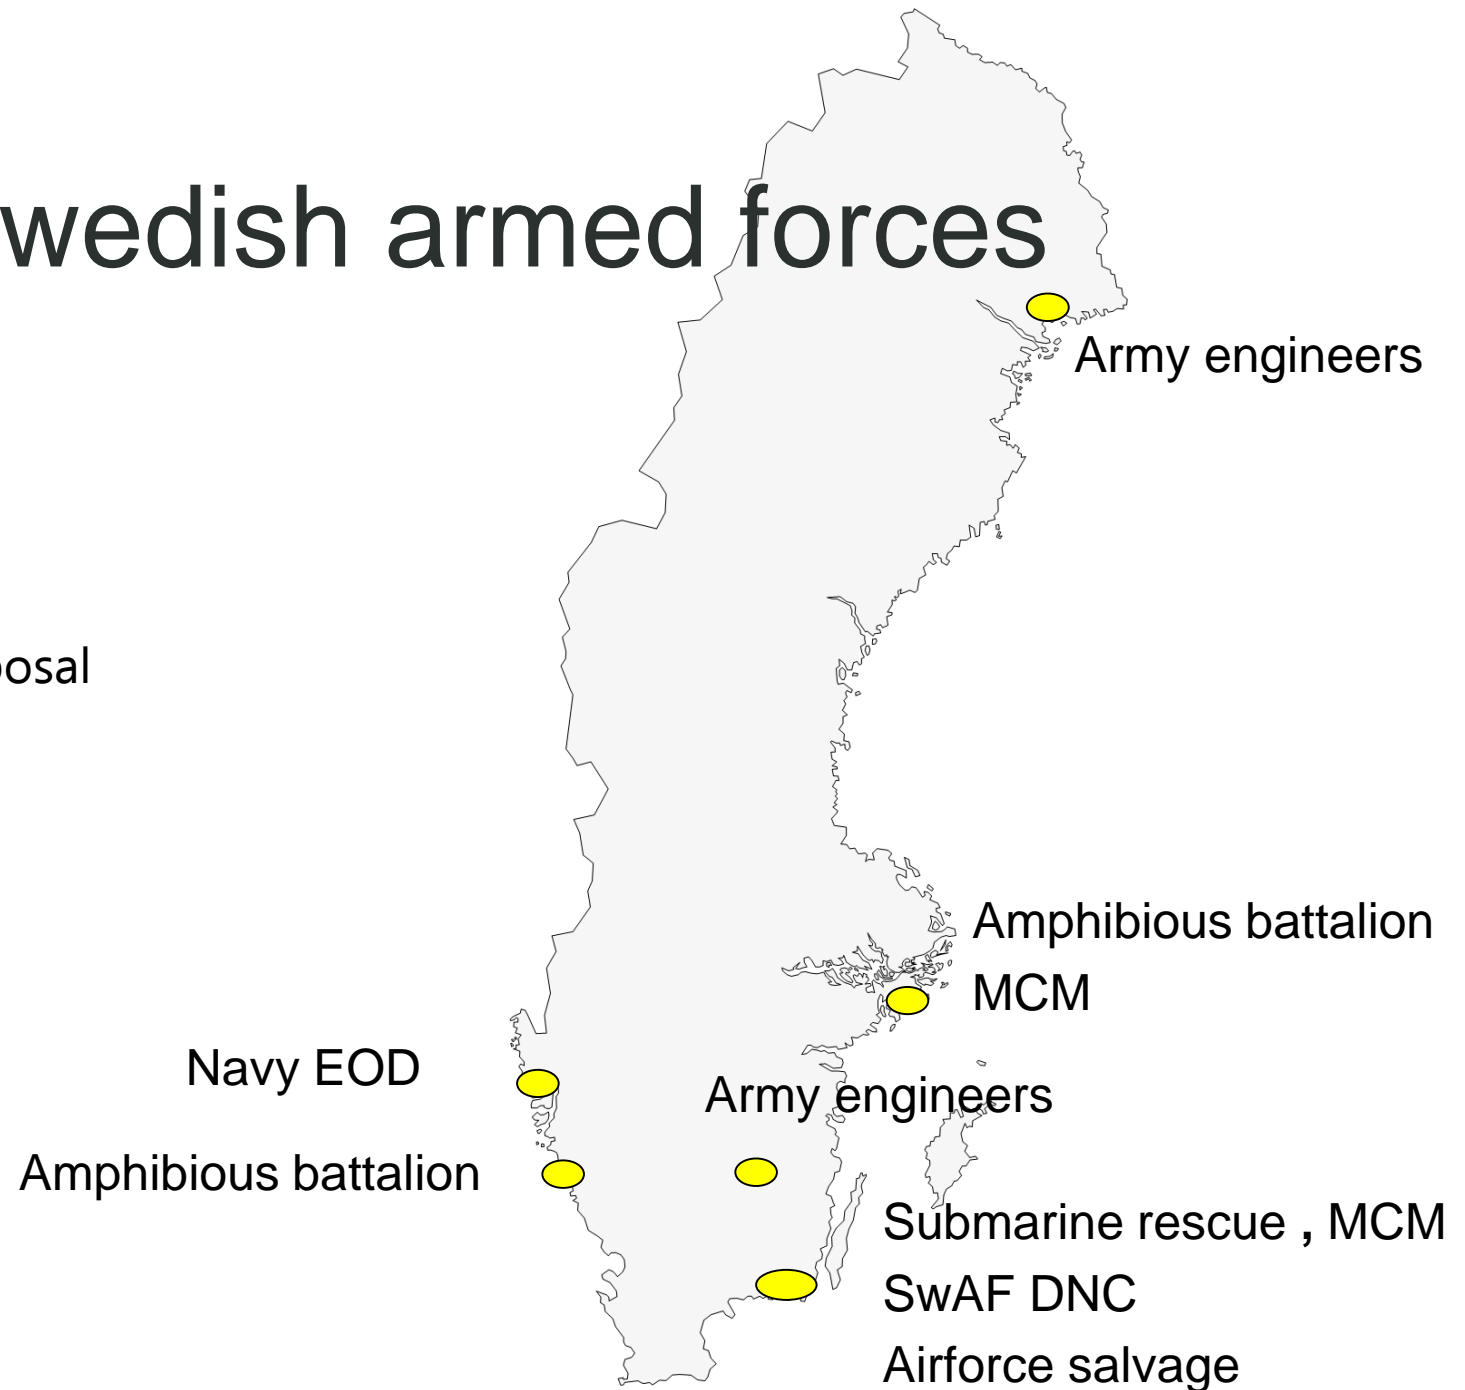 wedish armed forces
Army engineers
posal
Amphibious battalion
MCM
Navy EOD
Army engineers
Amphibious battalion
Submarine rescue , MCM
SwAF DNC
Airforce salvage